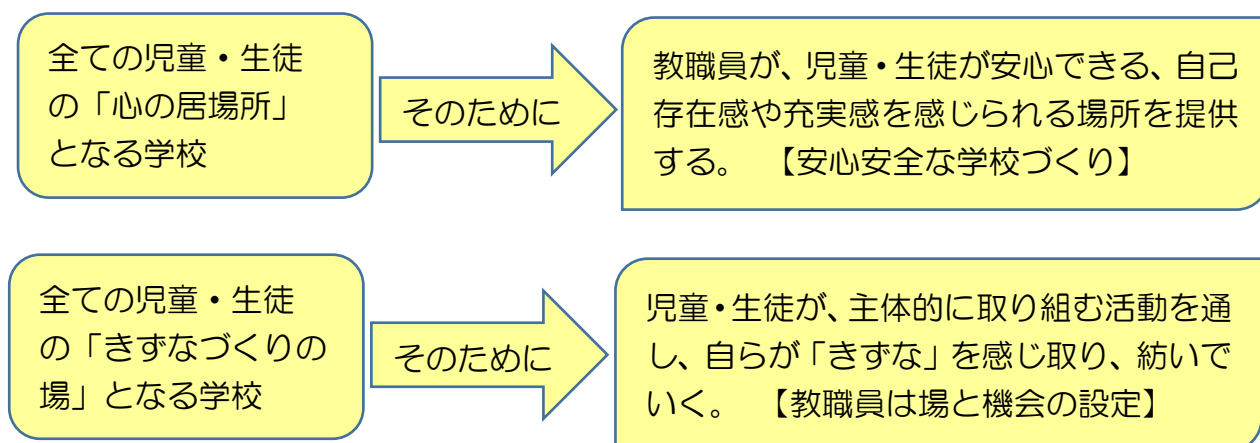 全ての児童・生徒
の「心の居場所」
となる学校
そのために
教職員が、児童・生徒が安心できる、自己
存在感や充実感を感じられる場所を提供
する。　【安心安全な学校づくり】
全ての児童・生徒
の「きずなづくりの
場」となる学校
そのために
児童・生徒が、主体的に取り組む活動を通
し、自らが「きずな」を感じ取り、紡いで
いく。　【教職員は場と機会の設定】